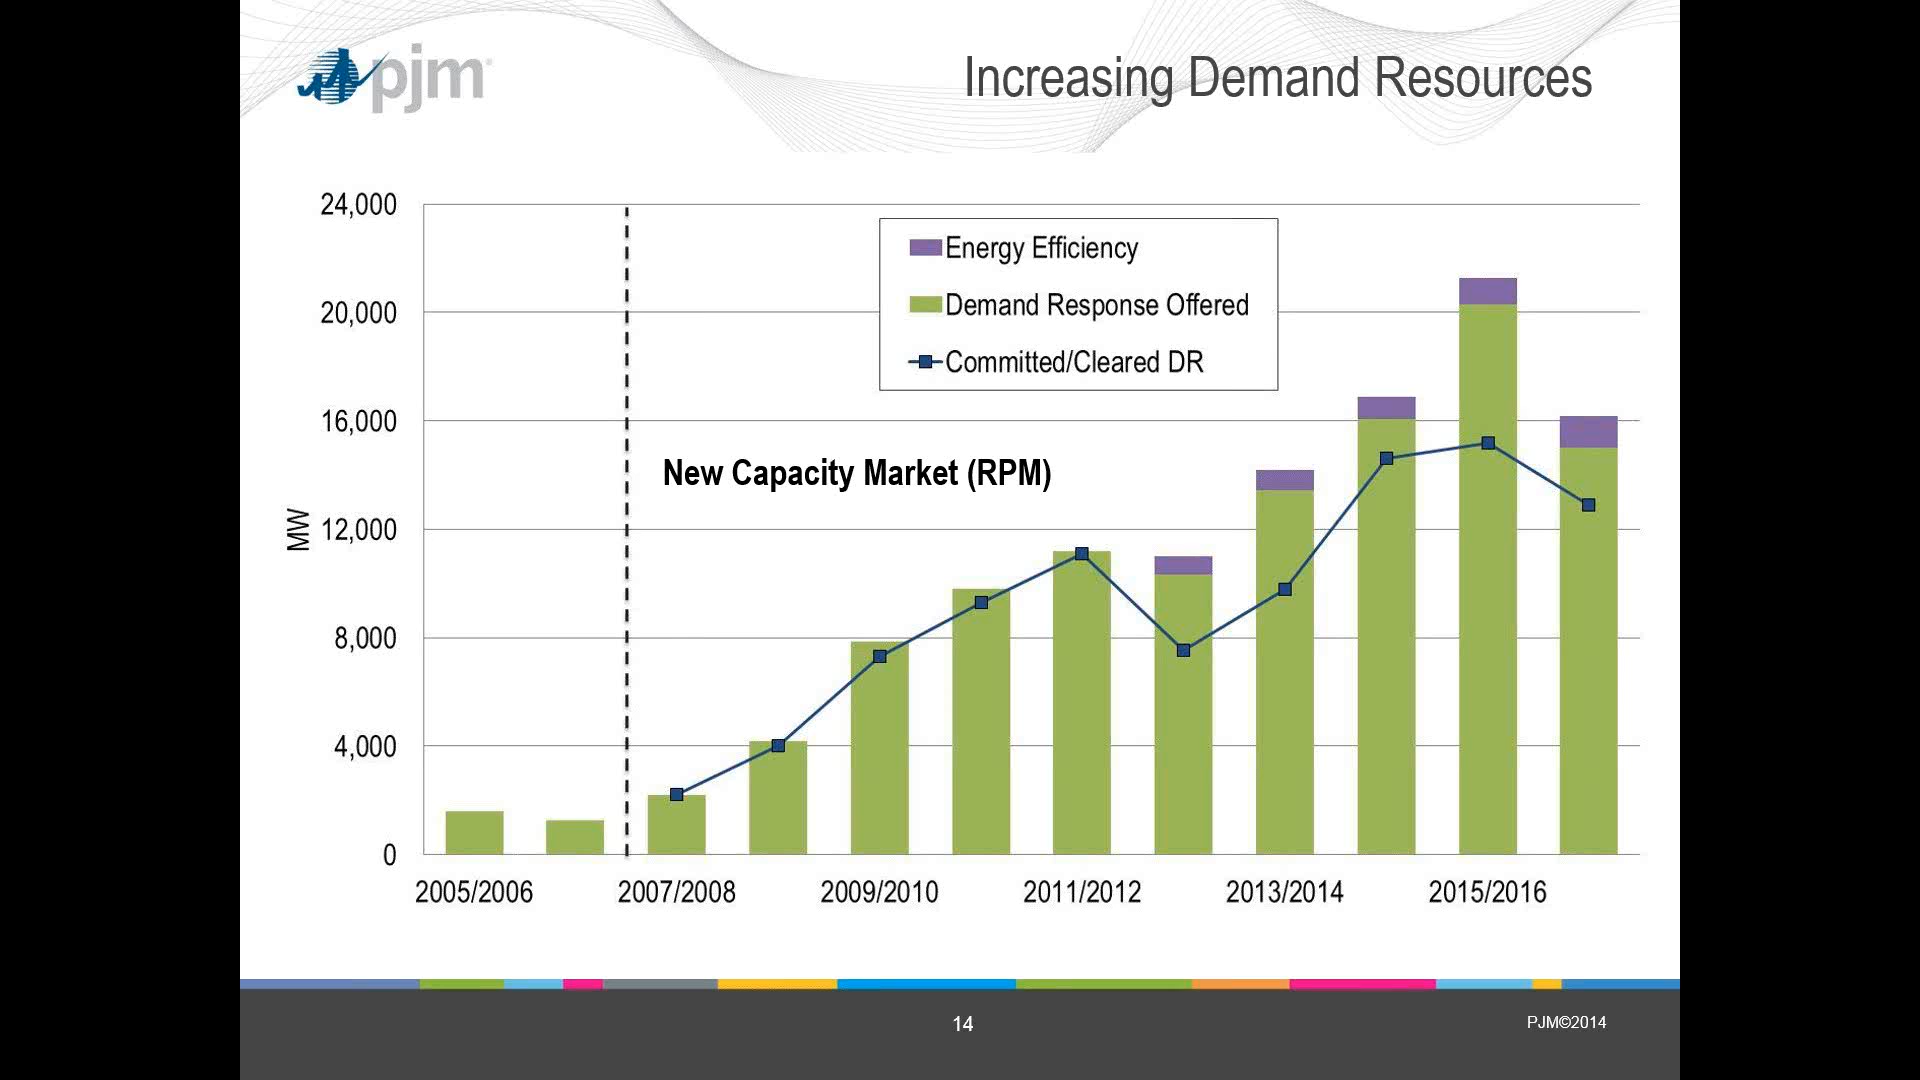 pjm
Increasing Demand Resources
24,000
20,000
16,000
12,000
8,000
4,000
0
MW
Energy Efficiency
Demand Response Offered
Committed/Cleared DR
New Capacity Market (RPM)
2005/2006 2007/2008 2009/2010 2011/2012 2013/2014 2015/2016
14
PJM©2014